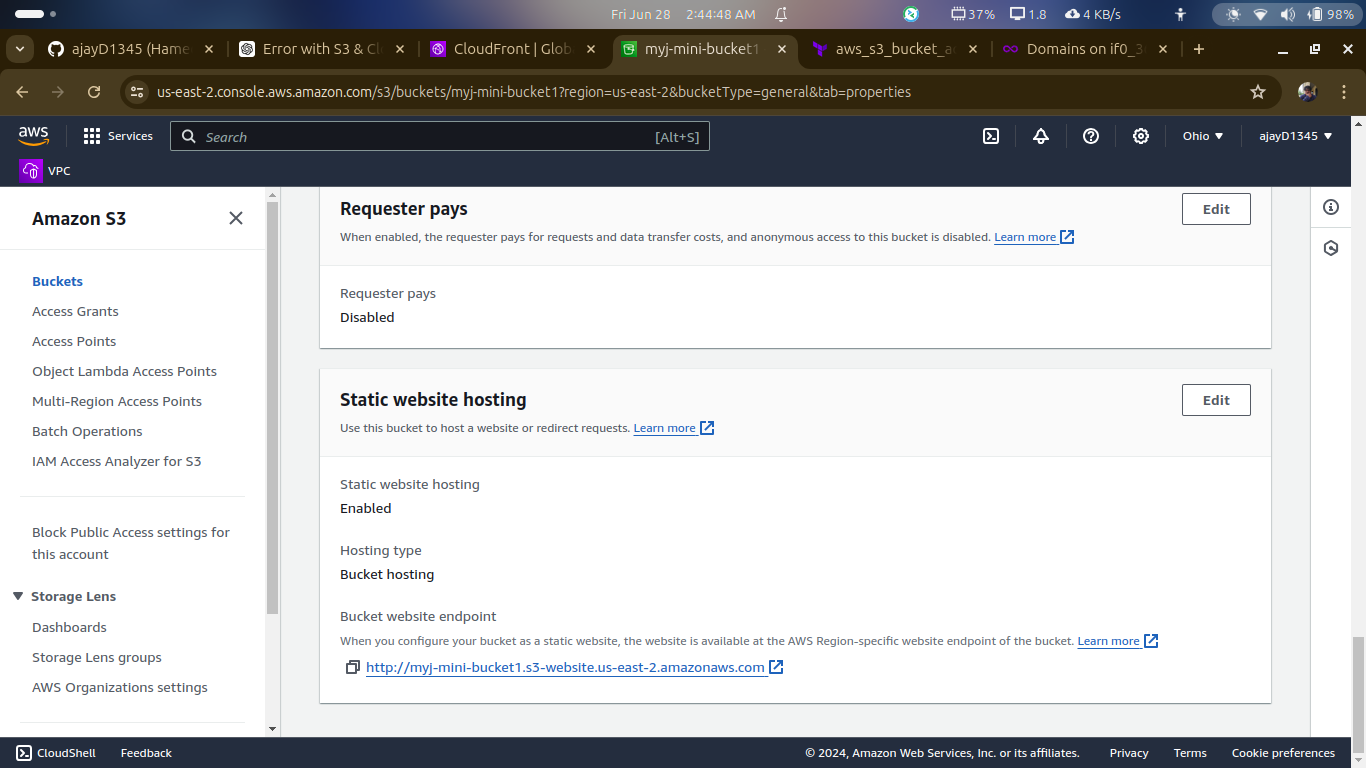 Fri Jun 28 2:44:48 AM 37% 1.8 4 KB/s 98%
ajayD1345 (Hame Error with S3 & Cl CloudFront | Glob myj-mini-bucket1 aws_s3_bucket_a Domains on if0_3
us-east-2.console.aws.amazon.com/s3/buckets/myj-mini-bucket1?region=us-east-2&bucketType=general&tab=properties
aws Services Search [Alt+S] Ohio ajayD1345
VPC
Amazon S3
Buckets
Access Grants
Access Points
Object Lambda Access Points
Multi-Region Access Points
Batch Operations
IAM Access Analyzer for S3
Block Public Access settings for
this account
Storage Lens
Dashboards
Storage Lens groups
AWS Organizations settings
Requester pays
Edit
When enabled, the requester pays for requests and data transfer costs, and anonymous access to this bucket is disabled. Learn more
Requester pays
Disabled
Static website hosting
Edit
Use this bucket to host a website or redirect requests. Learn more
Static website hosting
Enabled
Hosting type
Bucket hosting
Bucket website endpoint
When you configure your bucket as a static website, the website is available at the AWS Region-specific website endpoint of the bucket. Learn more
http://myj-mini-bucket1.s3-website.us-east-2.amazonaws.com
CloudShell Feedback © 2024, Amazon Web Services, Inc. or its affiliates. Privacy Terms Cookie preferences